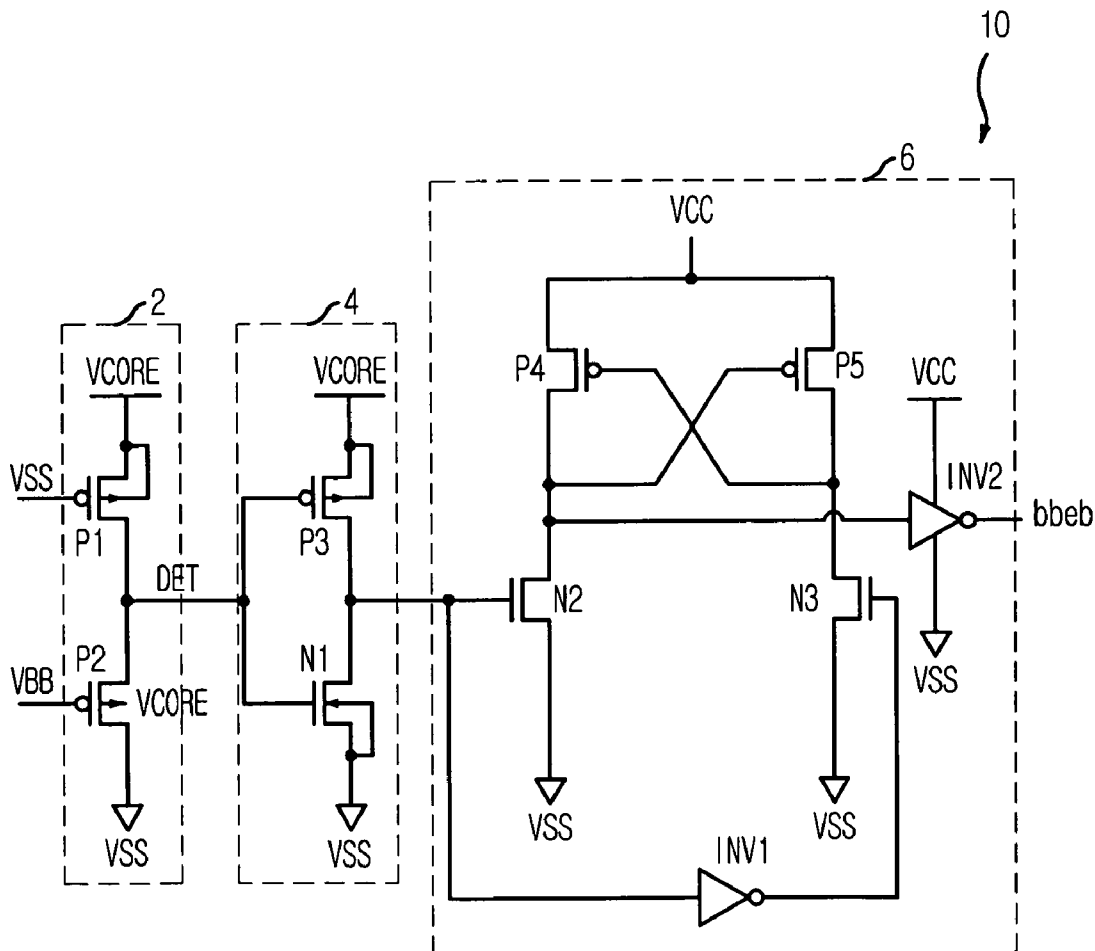 10
6
VCC
2
4
VCORE
VCORE
P4
P5
VCC
VSS
INV2
P1
P3
bbeb
DET
N2
N3
P2
N1
VBB
VCORE
VSS
VSS
VSS
VSS
VSS
INV1